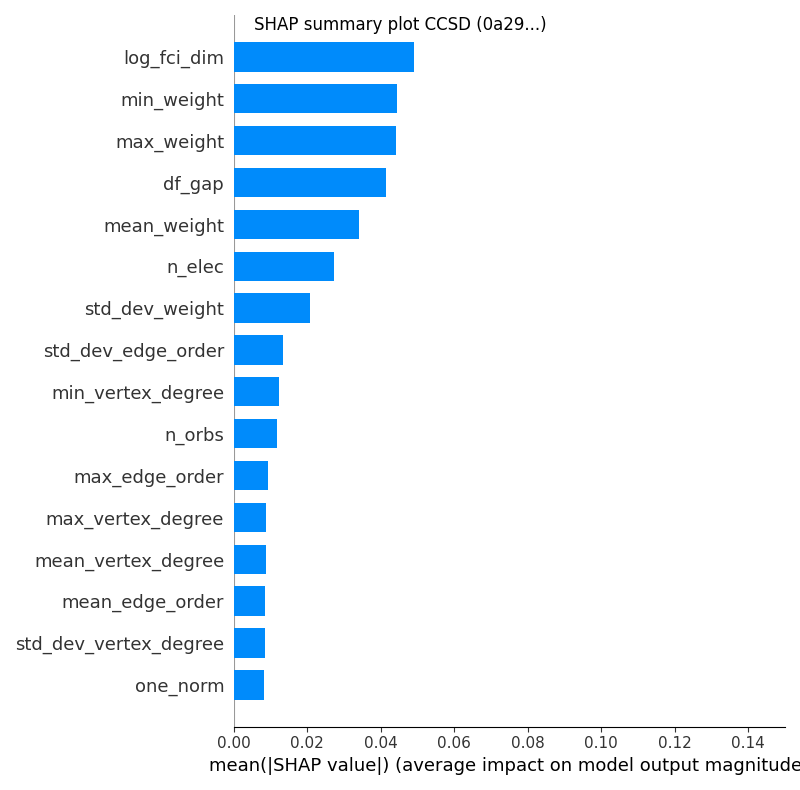 SHAP summary plot CCSD (0a29...)
log_fci_dim
min_weight
max_weight
df_gap
mean_weight
n_elec
std_dev_weight
std_dev_edge_order
min_vertex_degree
n_orbs
max_edge_order
max_vertex_degree
mean_vertex_degree
mean_edge_order
std_dev_vertex_degree
one_norm
0.00 0.02 0.04 0.06 0.08 0.10 0.12 0.14
mean(|SHAP value|) (average impact on model output magnitude